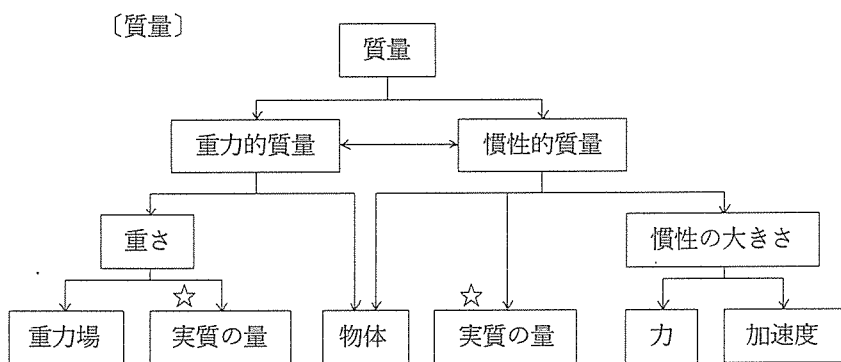 〔質量〕
質量
重力的質量
慣性的質量
重さ
慣性の大きさ
☆
☆
重力場
実質の量
物体
実質の量
力
加速度